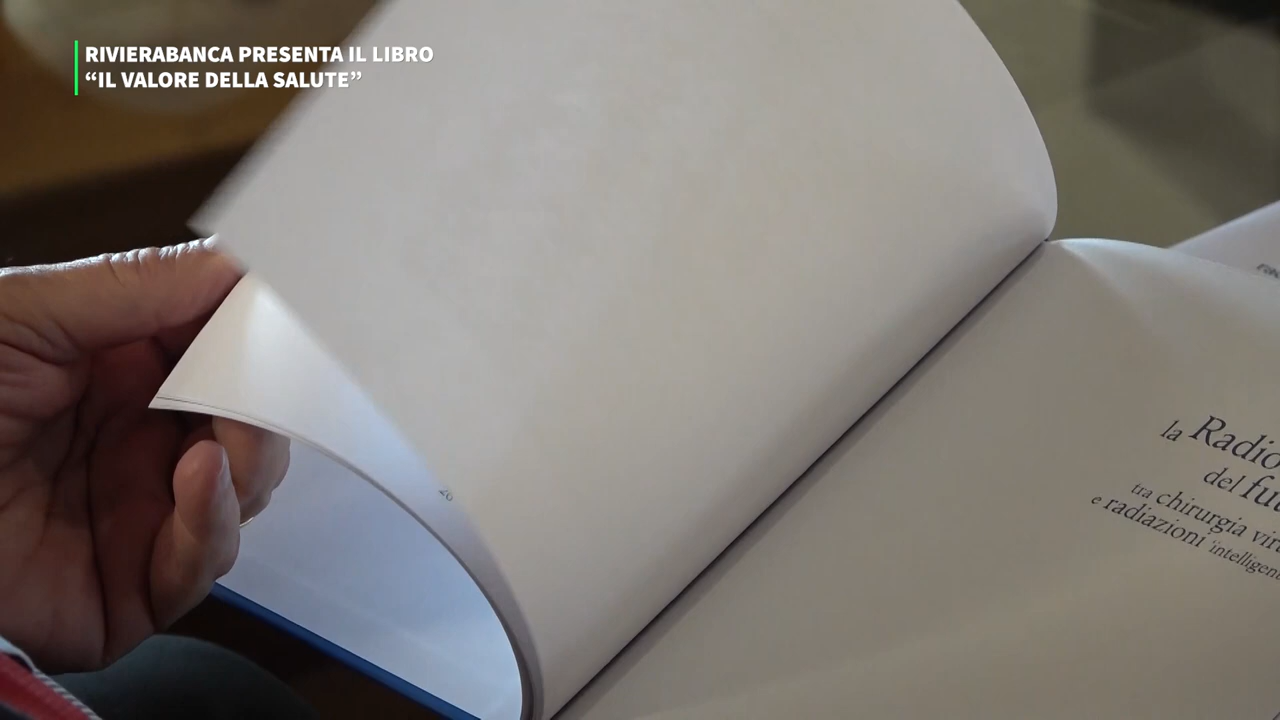 RIVIERABANCA PRESENTA IL LIBRO
“IL VALORE DELLA SALUTE”
la Radio
del fu
tra chirurgia vir
e radiazioni intelligen